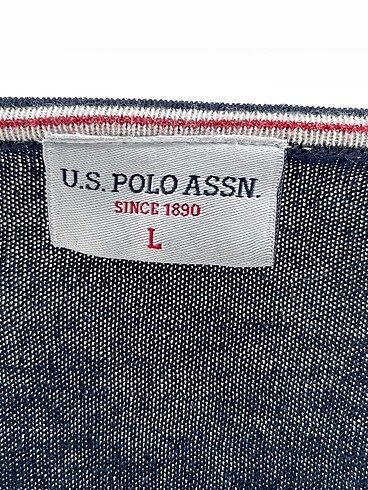 U.S. POLO ASSN.
SINCE 1890
L